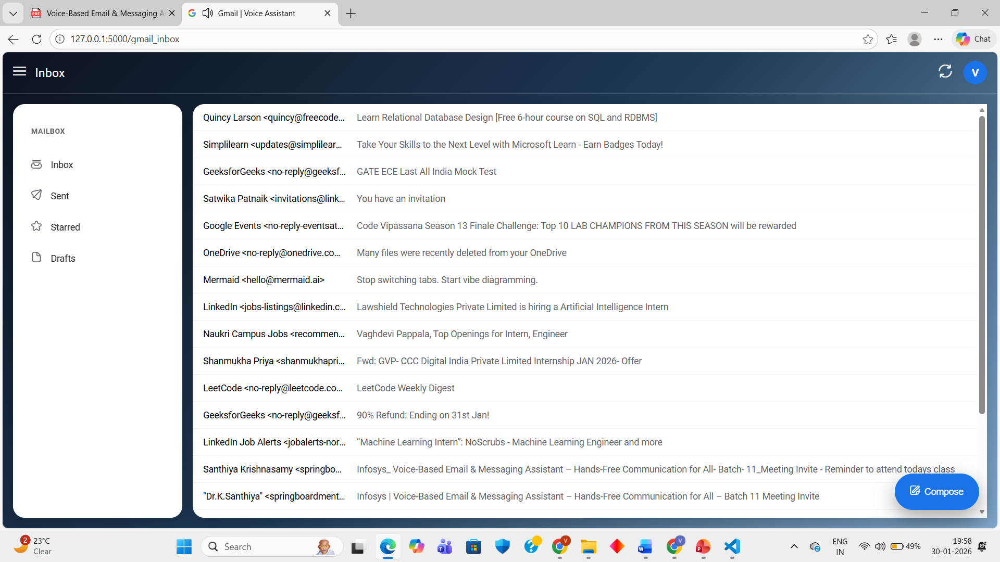 Voice-Based Email & Messaging A
Gmail | Voice Assistant
127.0.0.1:5000/gmail_inbox
Chat
Inbox
V
MAILBOX
Inbox
Sent
Starred
Drafts
Quincy Larson <quincy@freecode... Learn Relational Database Design [Free 6-hour course on SQL and RDBMS]
Simplilearn <updates@simplilear... Take Your Skills to the Next Level with Microsoft Learn - Earn Badges Today!
GeeksforGeeks <no-reply@geeksf... GATE ECE Last All India Mock Test
Satwika Patnaik <invitations@link... You have an invitation
Google Events <no-reply-eventsat... Code Vipassana Season 13 Finale Challenge: Top 10 LAB CHAMPIONS FROM THIS SEASON will be rewarded
OneDrive <no-reply@onedrive.co... Many files were recently deleted from your OneDrive
Mermaid <hello@mermaid.ai> Stop switching tabs. Start vibe diagramming.
LinkedIn <jobs-listings@linkedin.c... Lawshield Technologies Private Limited is hiring a Artificial Intelligence Intern
Naukri Campus Jobs <recommen... Vaghdevi Pappala, Top Openings for Intern, Engineer
Shanmukha Priya <shanmukhapri... Fwd: GVP- CCC Digital India Private Limited Internship JAN 2026- Offer
LeetCode <no-reply@leetcode.co... LeetCode Weekly Digest
GeeksforGeeks <no-reply@geeksf... 90% Refund: Ending on 31st Jan!
LinkedIn Job Alerts <jobalerts-nor... “Machine Learning Intern”: NoScrubs - Machine Learning Engineer and more
Santhiya Krishnasamy <springbo... Infosys_ Voice-Based Email & Messaging Assistant – Hands-Free Communication for All- Batch- 11_Meeting Invite - Reminder to attend todays class
"Dr.K.Santhiya" <springboardment... Infosys | Voice-Based Email & Messaging Assistant – Hands-Free Communication for All – Batch 11 Meeting Invite
Compose
2
23°C
Clear
Search
ENG
IN
49%
19:58
30-01-2026